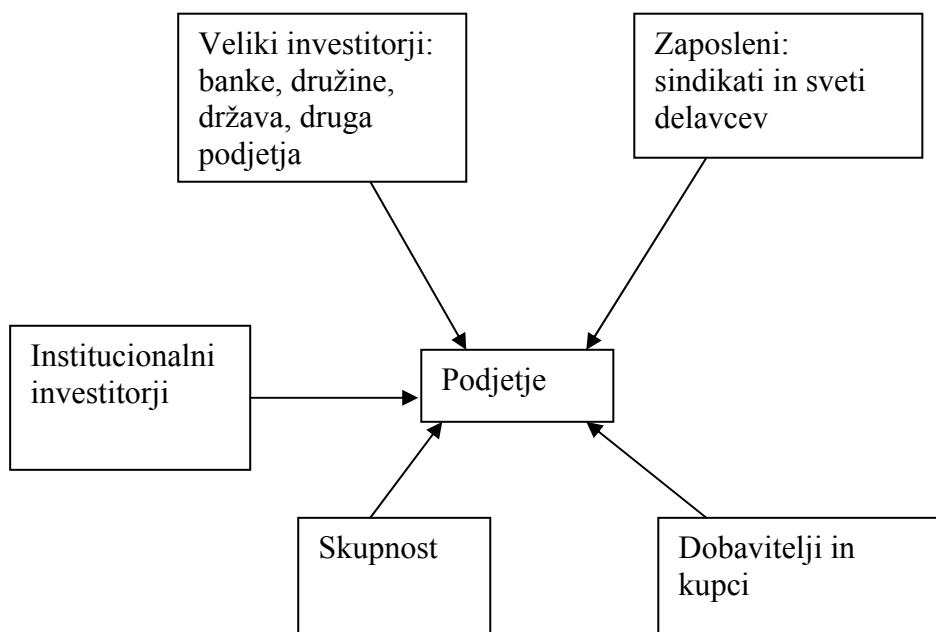 Veliki investitorji:
banke, družine,
država, druga
podjetja
Zaposleni:
sindikati in sveti
delavcev
Institucionalni
investitorji
Podjetje
Skupnost
Dobavitelji in
kupci